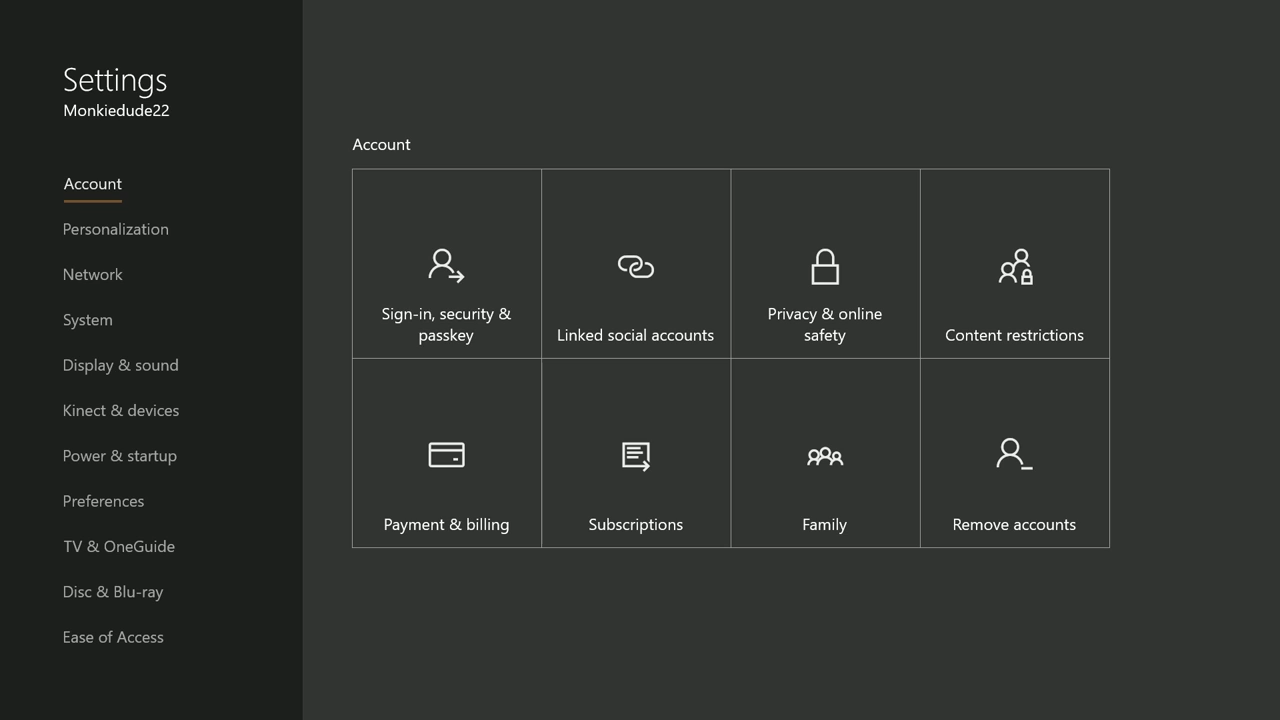 Settings
Monkiedude22
Account
Personalization
Network
System
Display & sound
Kinect & devices
Power & startup
Preferences
TV & OneGuide
Disc & Blu-ray
Ease of Access
Account
Sign-in, security &
passkey
Linked social accounts
Privacy & online
safety
Content restrictions
Payment & billing
Subscriptions
Family
Remove accounts